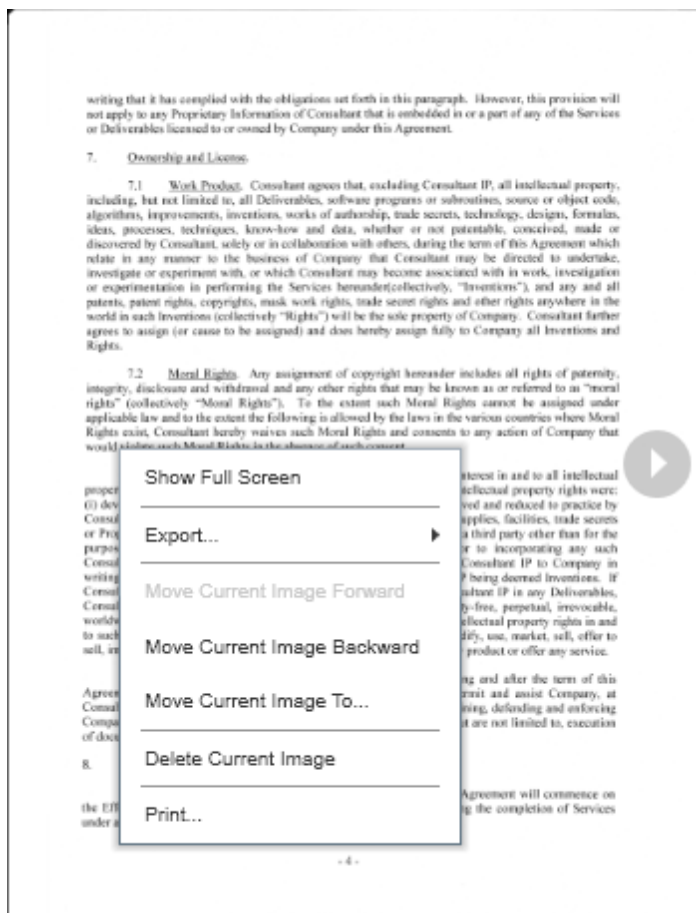 writing that it has complied with the obligations set forth in this paragraph. However, this provision will
not apply to any Proprietary Information of Consultant that is embedded in or a part of any of the Services
or Deliverables licensed to or owned by Company under this Agreement.
7. Ownership and License.
7.1 Work Product. Consultant agrees that, excluding Consultant IP, all intellectual property,
including, but not limited to, all Deliverables, software programs or subroutines, source or object code,
algorithms, improvements, inventions, works of authorship, trade secrets, technology, designs, formulas,
ideas, processes, techniques, know-how and data, whether or not patentable, conceived, made or
discovered by Consultant, solely or in collaboration with others, during the term of this Agreement which
relate in any manner to the business of Company that Consultant may be directed to undertake,
investigate or experiment with, or which Consultant may become associated with in work, investigation
or experimentation in performing the Services hereunder(collectively, “Inventions”), and any and all
patents, patent rights, copyrights, mask work rights, trade secret rights and other rights anywhere in the
world in such Inventions (collectively “Rights”) will be the sole property of Company. Consultant further
agrees to assign (or cause to be assigned) and does hereby assign fully to Company all Inventions and
Rights.
7.2 Moral Rights. Any assignment of copyright hereunder includes all rights of paternity,
integrity, disclosure and withdrawal and any other rights that may be known as or referred to as “moral
rights” (collectively “Moral Rights”). To the extent such Moral Rights cannot be assigned under
applicable law and to the extent the following is allowed by the laws in the various countries where Moral
Rights exist, Consultant hereby waives such Moral Rights and consents to any action of Company that
would violate such Moral Rights in the absence of such consent.
Show Full Screen
Export...
Move Current Image Forward
Move Current Image Backward
Move Current Image To...
Delete Current Image
Print...
in and to all intellectual
property rights were:
and reduced to practice by
facilities, trade secrets
a third party other than for the
to incorporating any such
Consultant IP to Company in
writing being deemed Inventions. If
IP in any Deliverables,
perpetual, irrevocable,
property rights in and
to use, market, sell, offer to
sell, product or offer any service.
and after the term of this
and assist Company, at
defending and enforcing
are not limited to, execution
of
8.
Agreement will commence on
the the completion of Services
under
- 4 -